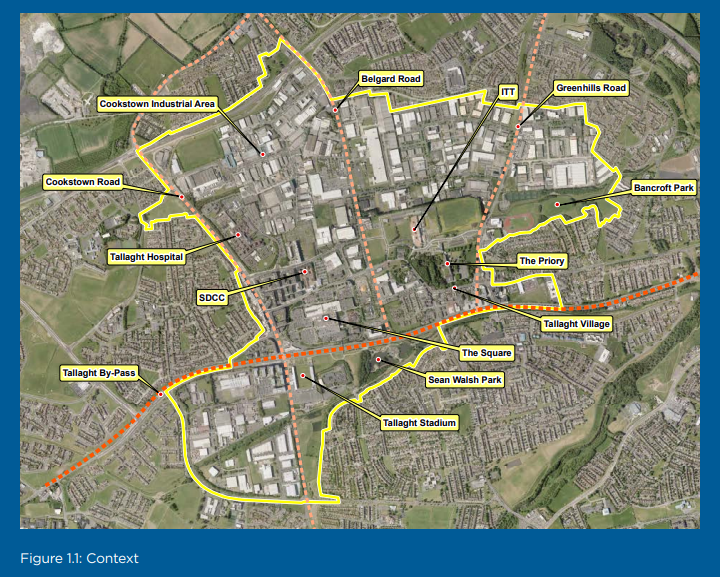 Belgard Road
ITT
Greenhills Road
Cookstown Industrial Area
Cookstown Road
Bancroft Park
Tallaght Hospital
The Priory
SDCC
Tallaght Village
The Square
Tallaght By-Pass
Sean Walsh Park
Tallaght Stadium
Figure 1.1: Context